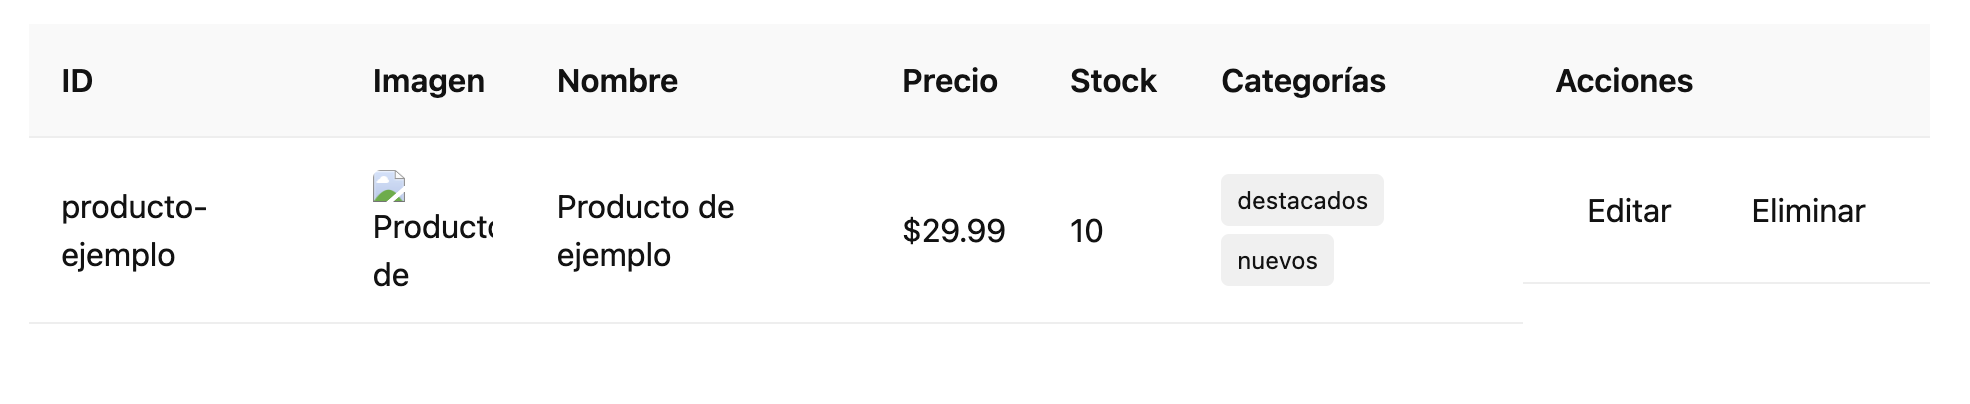 ID Imagen Nombre Precio Stock Categorías Acciones
producto-
ejemplo
Product
de
Producto de
ejemplo
$29.99
10
destacados
nuevos
Editar Eliminar